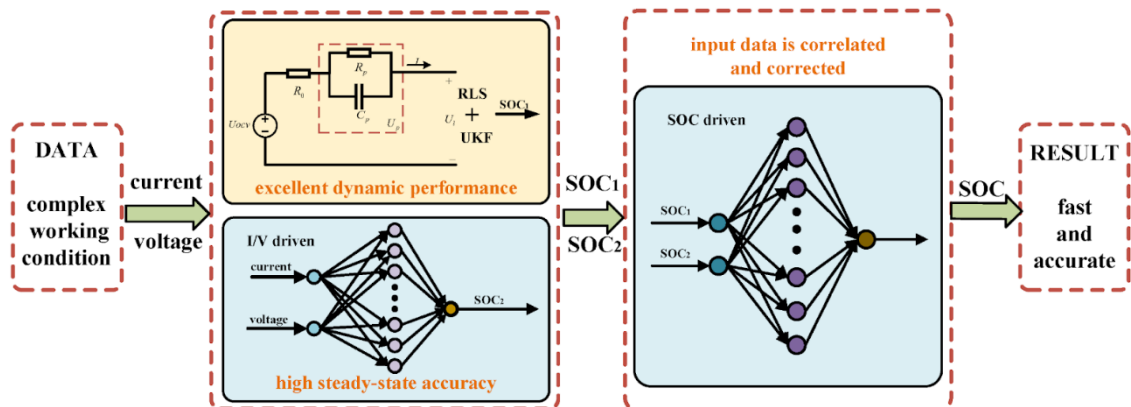 DATA
complex
working
condition
current
voltage
R₀
Rₚ
Cₚ
Uₚ
Uocv
I
+
Uₗ
−
RLS
+
UKF
SOC₁
excellent dynamic performance
I/V driven
current
voltage
SOC₂
high steady-state accuracy
SOC₁
SOC₂
input data is correlated
and corrected
SOC driven
SOC₁
SOC₂
SOC
RESULT
fast
and
accurate